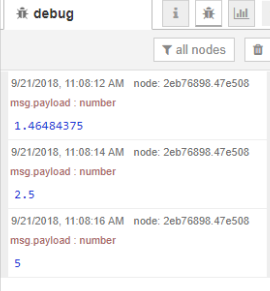 debug
all nodes
9/21/2018, 11:08:12 AM node: 2eb76898.47e508
msg.payload : number
1.46484375
9/21/2018, 11:08:14 AM node: 2eb76898.47e508
msg.payload : number
2.5
9/21/2018, 11:08:16 AM node: 2eb76898.47e508
msg.payload : number
5